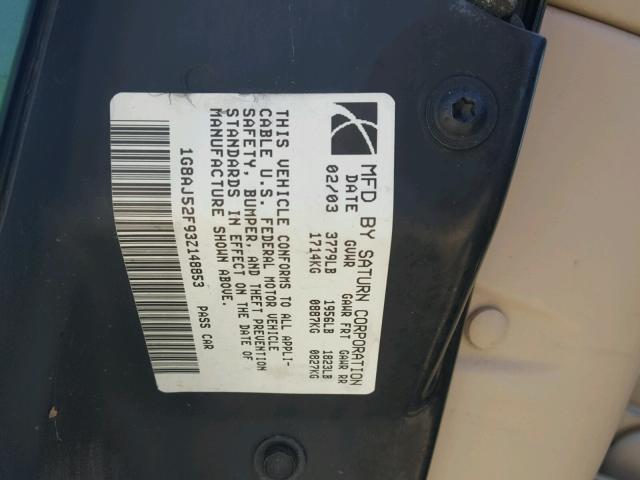 MFD BY SATURN CORPORATION
DATE GVWR GAWR FRT GAWR RR
02/03 3779LB 1956LB 1823LB
1714KG 0887KG 0827KG
THIS VEHICLE CONFORMS TO ALL APPLI-
CABLE U.S. FEDERAL MOTOR VEHICLE
SAFETY, BUMPER, AND THEFT PREVENTION
STANDARDS IN EFFECT ON THE DATE OF
MANUFACTURE SHOWN ABOVE.
1G8AJ52F93Z148853 PASS CAR